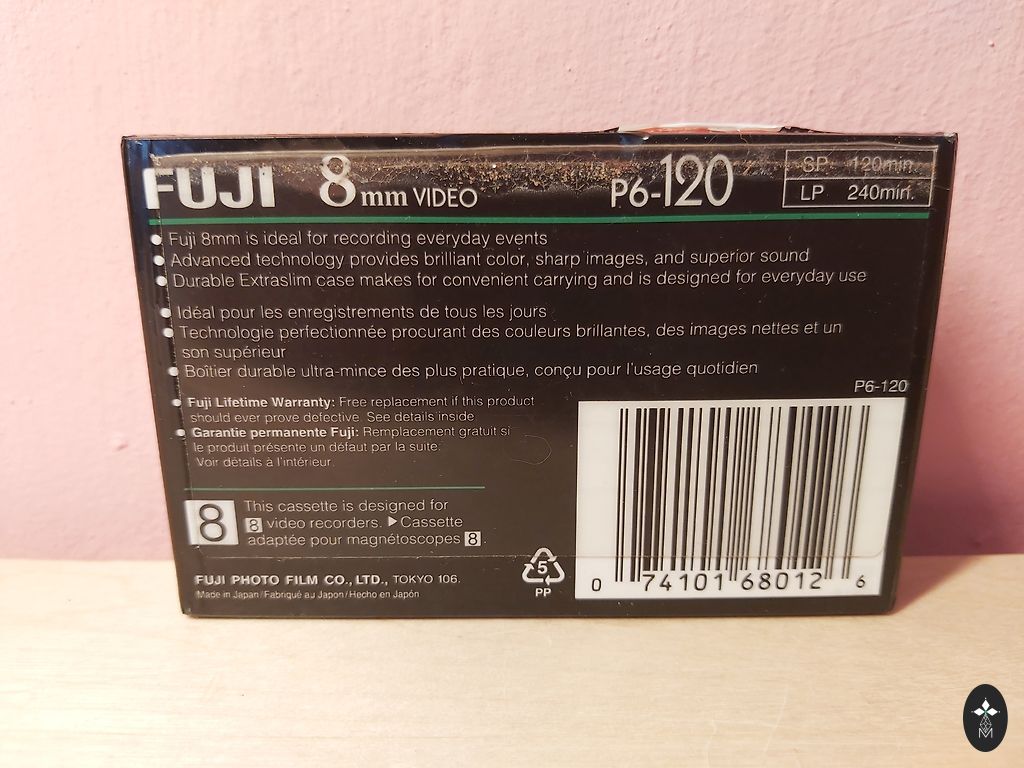 FUJI 8mm VIDEO P6-120
SP 120min.
LP 240min.
Fuji 8mm is ideal for recording everyday events
Advanced technology provides brilliant color, sharp images, and superior sound
Durable Extraslim case makes for convenient carrying and is designed for everyday use
Idéal pour les enregistrements de tous les jours
Technologie perfectionnée procurant des couleurs brillantes, des images nettes et un
son supérieur
Boîtier durable ultra-mince des plus pratique, conçu pour l'usage quotidien
P6-120
Fuji Lifetime Warranty: Free replacement if this product
should ever prove defective. See details inside
Garantie permanente Fuji: Remplacement gratuit si
le produit présente un défaut par la suite.
Voir détails à l'intérieur.
8 This cassette is designed for
8 video recorders. ▶Cassette
adaptée pour magnétoscopes 8.
FUJI PHOTO FILM CO., LTD., TOKYO 106.
Made in Japan/Fabriqué au Japon/Hecho en Japón
5
PP
0 74101 68012 6
M